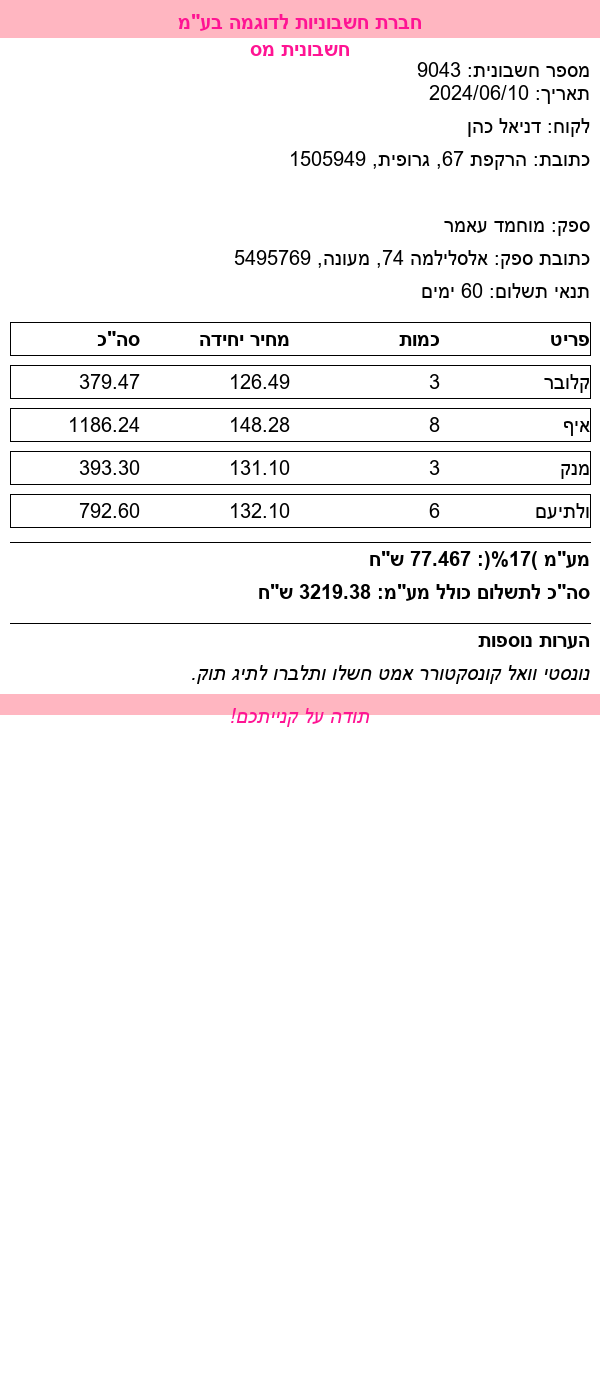 חברת חשבוניות לדוגמה בע"מ
חשבונית מס
מספר חשבונית: 9043
תאריך: 2024/06/10
לקוח: דניאל כהן
כתובת: הרקפת 67, גרופית, 1505949
ספק: מוחמד עאמר
כתובת ספק: אלסלילמה 74, מעונה, 5495769
תנאי תשלום: 60 ימים
פריט כמות מחיר יחידה סה"כ
קלובר 3 126.49 379.47
איף 8 148.28 1186.24
מנק 3 131.10 393.30
ולתיעם 6 132.10 792.60
מע"מ )17%(: 77.467 ש"ח
סה"כ לתשלום כולל מע"מ: 3219.38 ש"ח
הערות נוספות
נונסטי וואל קונסקטורר אמט חשלו ותלברו לתיג תוק.
תודה על קנייתכם!